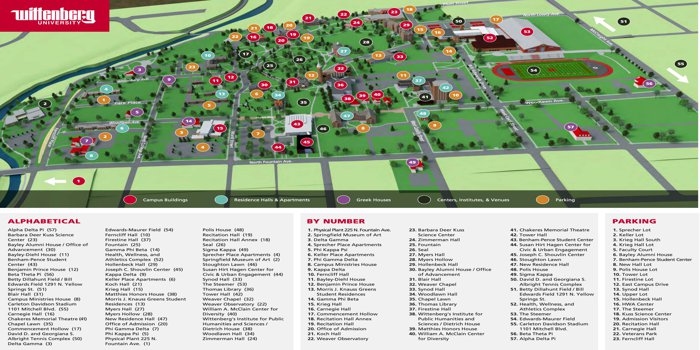 Wittenberg
UNIVERSITY
Campus Buildings
Residence Halls & Apartments
Greek Houses
Centers, Institutes, & Venues
Parking
North Fountain Ave
Woodlawn Ave
ALPHABETICAL
Alpha Delta Pi (57)
Barbara Deer Kuss Science
Center (23)
Bayley Alumni House / Office of
Advancement (30)
Bayley-Diehl House (11)
Benham-Pence Student
Center (43)
Benjamin Prince House (12)
Beta Theta Pi (56)
Betty Dillahunt Field / Bill
Edwards Field 1291 N. Yellow
Springs St. (51)
Blair Hall (31)
Campus Ministries House (8)
Carleton Davidson Stadium
1101 Mitchell Blvd. (55)
Carnegie Hall (16)
Chakeres Memorial Theatre (41)
Chapel Lawn (35)
Commencement Hollow (17)
David S. and Georgiana S.
Albright Tennis Complex (50)
Delta Gamma (3)
Edwards-Maurer Field (54)
Ferncliff Hall (10)
Firestine Hall (37)
Fountain (25)
Gamma Phi Beta (14)
Health, Wellness, and
Athletics Complex (52)
Hollenbeck Hall (29)
Joseph C. Shouvlin Center (45)
Kappa Delta (9)
Keller Place Apartments (6)
Koch Hall (21)
Krieg Hall (15)
Matthies Honors House (38)
Morris J. Krauze Greens Student
Residences (13)
Myers Hall (27)
Myers Hollow (28)
New Residence Hall (47)
Office of Admission (20)
Phi Gamma Delta (7)
Phi Kappa Psi (5)
Physical Plant 225 N.
Fountain Ave. (1)
Polis House (48)
Recitation Hall (19)
Recitation Hall Annex (18)
Seal (26)
Sigma Kappa (49)
Sprecher Place Apartments (4)
Springfield Museum of Art (2)
Stoughton Lawn (46)
Susan Hirt Hagen Center for
Civic & Urban Engagement (44)
Synod Hall (33)
The Steemer (53)
Thomas Library (36)
Tower Hall (42)
Weaver Chapel (32)
Weaver Observatory (22)
William A. McClain Center for
Diversity (40)
Wittenberg's Institute for Public
Humanities and Sciences /
Dietrich House (38)
Woodlawn Hall (34)
Zimmerman Hall (24)
BY NUMBER
1. Physical Plant 225 N. Fountain Ave.
2. Springfield Museum of Art
3. Delta Gamma
4. Sprecher Place Apartments
5. Phi Kappa Psi
6. Keller Place Apartments
7. Phi Gamma Delta
8. Campus Ministries House
9. Kappa Delta
10. Ferncliff Hall
11. Bayley-Diehl House
12. Benjamin Prince House
13. Morris J. Krauze Greens
Student Residences
14. Gamma Phi Beta
15. Krieg Hall
16. Carnegie Hall
17. Commencement Hollow
18. Recitation Hall Annex
19. Recitation Hall
20. Office of Admission
21. Koch Hall
22. Weaver Observatory
23. Barbara Deer Kuss
Science Center
24. Zimmerman Hall
25. Fountain
26. Seal
27. Myers Hall
28. Myers Hollow
29. Hollenbeck Hall
30. Bayley Alumni House / Office
of Advancement
31. Blair Hall
32. Weaver Chapel
33. Synod Hall
34. Woodlawn Hall
35. Chapel Lawn
36. Thomas Library
37. Firestine Hall
38. Wittenberg's Institute for
Public Humanities and
Sciences / Dietrich House
39. Matthies Honors House
40. William A. McClain Center
for Diversity
41. Chakeres Memorial Theatre
42. Tower Hall
43. Benham-Pence Student Center
44. Susan Hirt Hagen Center for
Civic & Urban Engagement
45. Joseph C. Shouvlin Center
46. Stoughton Lawn
47. New Residence Hall
48. Polis House
49. Sigma Kappa
50. David D. and Georgiana S.
Albright Tennis Complex
51. Betty Dillahunt Field / Bill
Edwards Field 1291 N. Yellow
Springs St.
52. Health, Wellness, and
Athletics Complex
53. The Steemer
54. Edwards-Maurer Field
55. Carleton Davidson Stadium
1101 Mitchell Blvd.
56. Beta Theta Pi
57. Alpha Delta Pi
PARKING
1. Sprecher Lot
2. Keller Lot
3. Krieg Hall South
4. Krieg Hall Lot
5. Faculty Court
6. Bayley Alumni House
7. Benham-Pence Student Center
8. New Hall Lot
9. Polis House Lot
10. Tower Lot
11. Firestine Lot
12. East Campus Drive
13. Synod Hall
14. Upper Lot
15. Hollenbeck Hall
16. HWA Center
17. The Steemer
18. Kuss Science Center
19. Admission Visitors
20. Recitation Hall
21. Carnegie Hall
22. Veterans Park
23. Ferncliff Hall